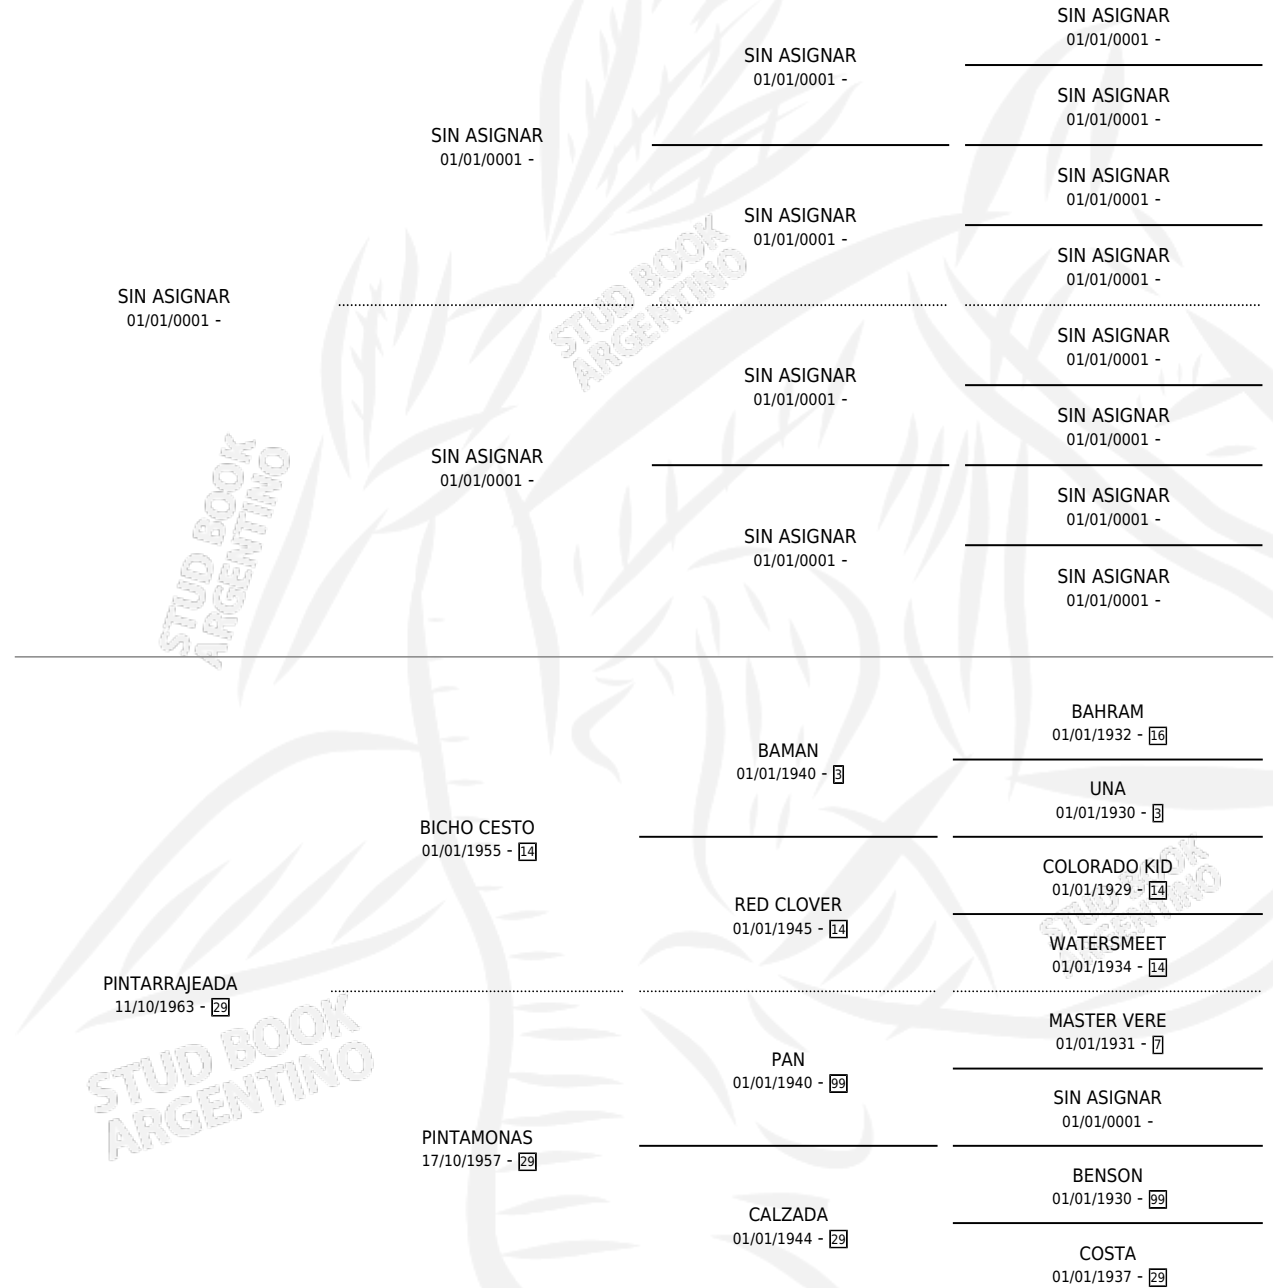 SIN ASIGNAR
01/01/0001 -
SIN ASIGNAR
01/01/0001 -
SIN ASIGNAR
01/01/0001 -
SIN ASIGNAR
01/01/0001 -
SIN ASIGNAR
01/01/0001 -
SIN ASIGNAR
01/01/0001 -
SIN ASIGNAR
01/01/0001 -
SIN ASIGNAR
01/01/0001 -
SIN ASIGNAR
01/01/0001 -
SIN ASIGNAR
01/01/0001 -
SIN ASIGNAR
01/01/0001 -
SIN ASIGNAR
01/01/0001 -
SIN ASIGNAR
01/01/0001 -
SIN ASIGNAR
01/01/0001 -
SIN ASIGNAR
01/01/0001 -
STUD BOOK
ARGENTINO
STUD BOOK
ARGENTINO
BAHRAM
01/01/1932 - 16
BAMAN
01/01/1940 - 3
UNA
01/01/1930 - 3
BICHO CESTO
01/01/1955 - 14
COLORADO KID
01/01/1929 - 14
RED CLOVER
01/01/1945 - 14
WATERSMEET
01/01/1934 - 14
STUD BOOK
ARGENTINO
PINTARRAJEADA
11/10/1963 - 29
MASTER VERE
01/01/1931 - 7
PAN
01/01/1940 - 99
SIN ASIGNAR
01/01/0001 -
PINTAMONAS
17/10/1957 - 29
BENSON
01/01/1930 - 99
CALZADA
01/01/1944 - 29
COSTA
01/01/1937 - 29
STUD BOOK
ARGENTINO